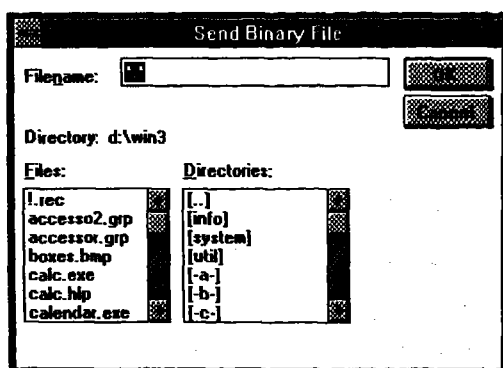 Send Binary File
Filename:
OK
Cancel
Directory: d:\win3
Files:
Directories:
!.rec
accesso2.grp
accessor.grp
boxes.bmp
calc.exe
calc.hlp
calendar.exe
[..]
[info]
[system]
[util]
[-a-]
[-b-]
[-c-]